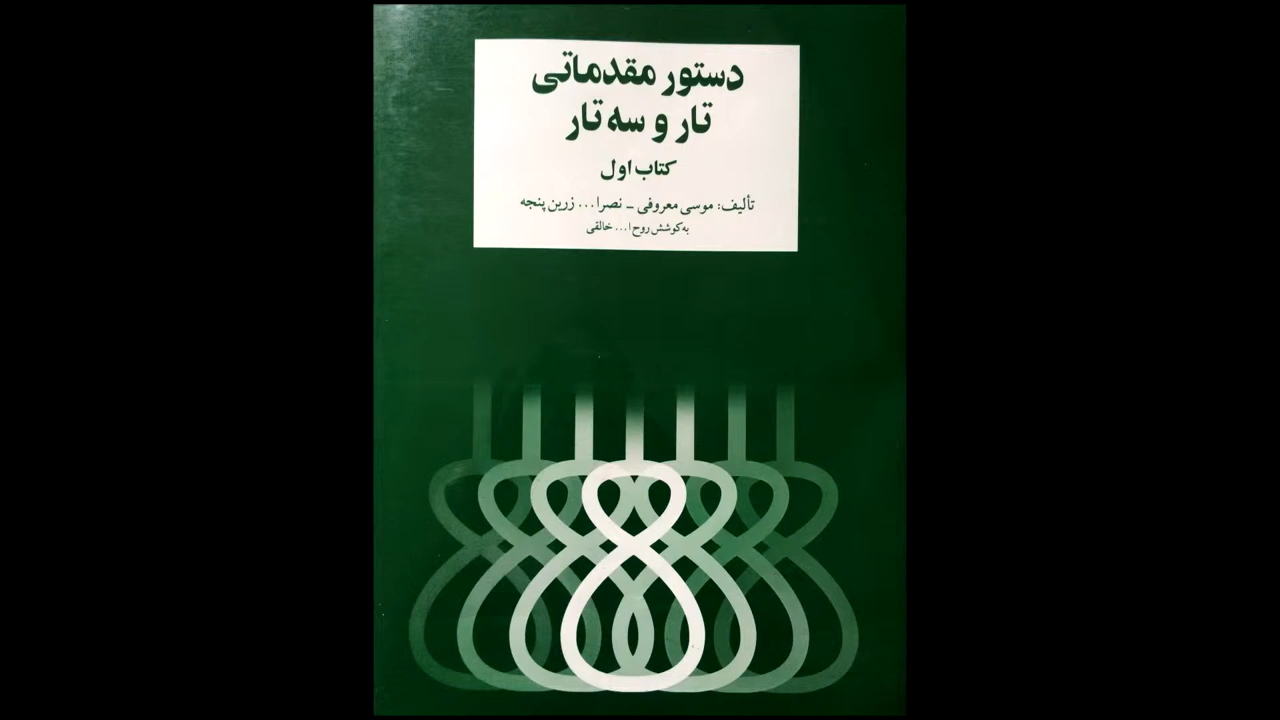 دستور مقدماتی
تار و سه تار
کتاب اول
تألیف: موسی معروفی ـ نصرا... زرین پنجه
به‌کوشش روح ا... خالقی